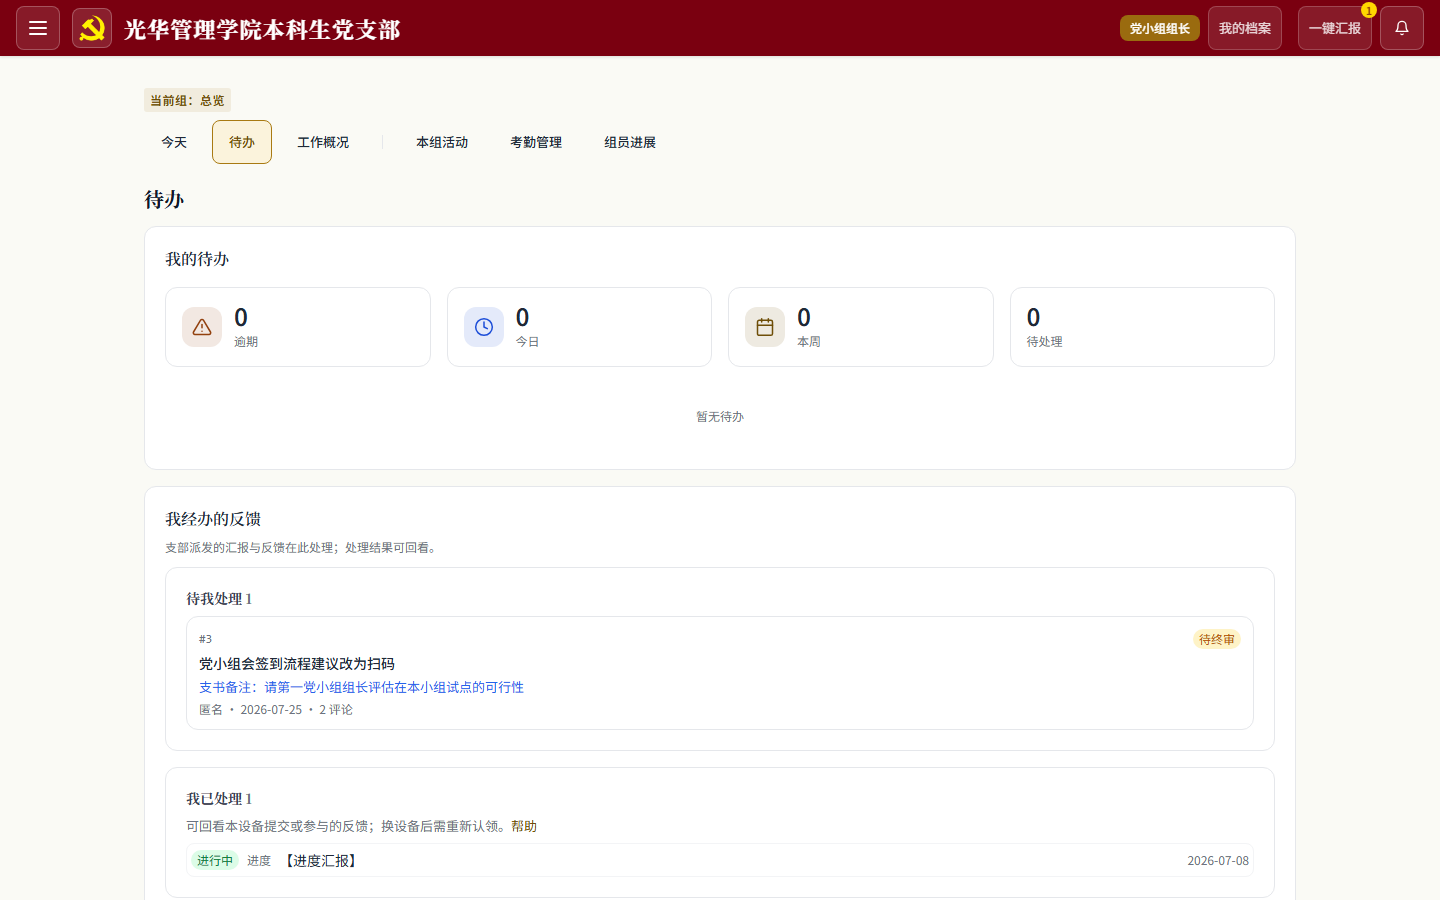 光华管理学院本科生党支部
党小组组长
我的档案
一键汇报
1
当前组：总览
今天
待办
工作概况
本组活动
考勤管理
组员进展
待办
我的待办
0
逾期
0
今日
0
本周
0
待处理
暂无待办
我经办的反馈
支部派发的汇报与反馈在此处理；处理结果可回看。
待我处理 1
#3
待终审
党小组会签到流程建议改为扫码
支书备注：请第一党小组组长评估在本小组试点的可行性
匿名 • 2026-07-25 • 2 评论
我已处理 1
可回看本设备提交或参与的反馈；换设备后需重新认领。帮助
进行中 进度 【进度汇报】 2026-07-08